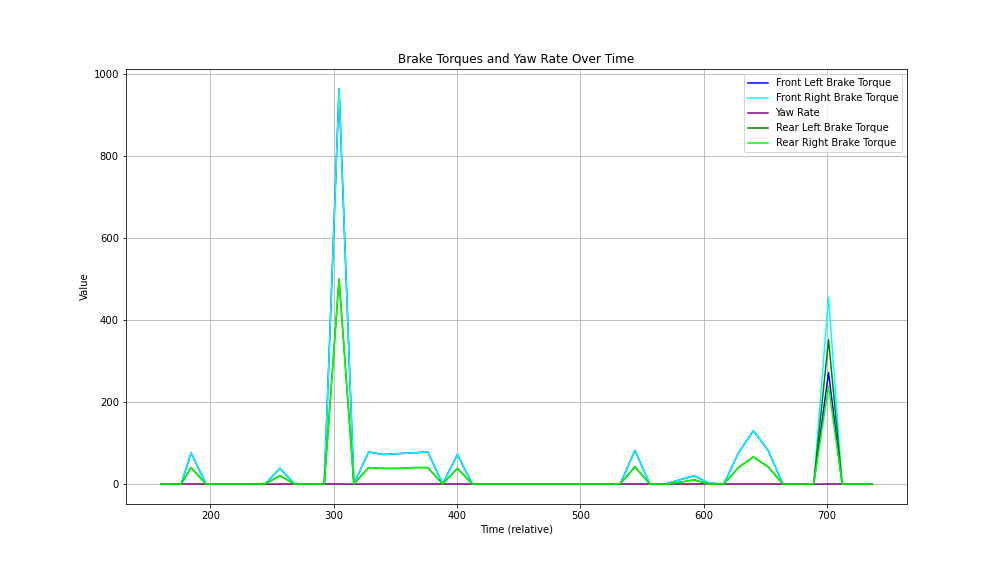 Brake Torques and Yaw Rate Over Time
1000
800
600
400
200
0
Value
Front Left Brake Torque
Front Right Brake Torque
Yaw Rate
Rear Left Brake Torque
Rear Right Brake Torque
200 300 400 500 600 700
Time (relative)